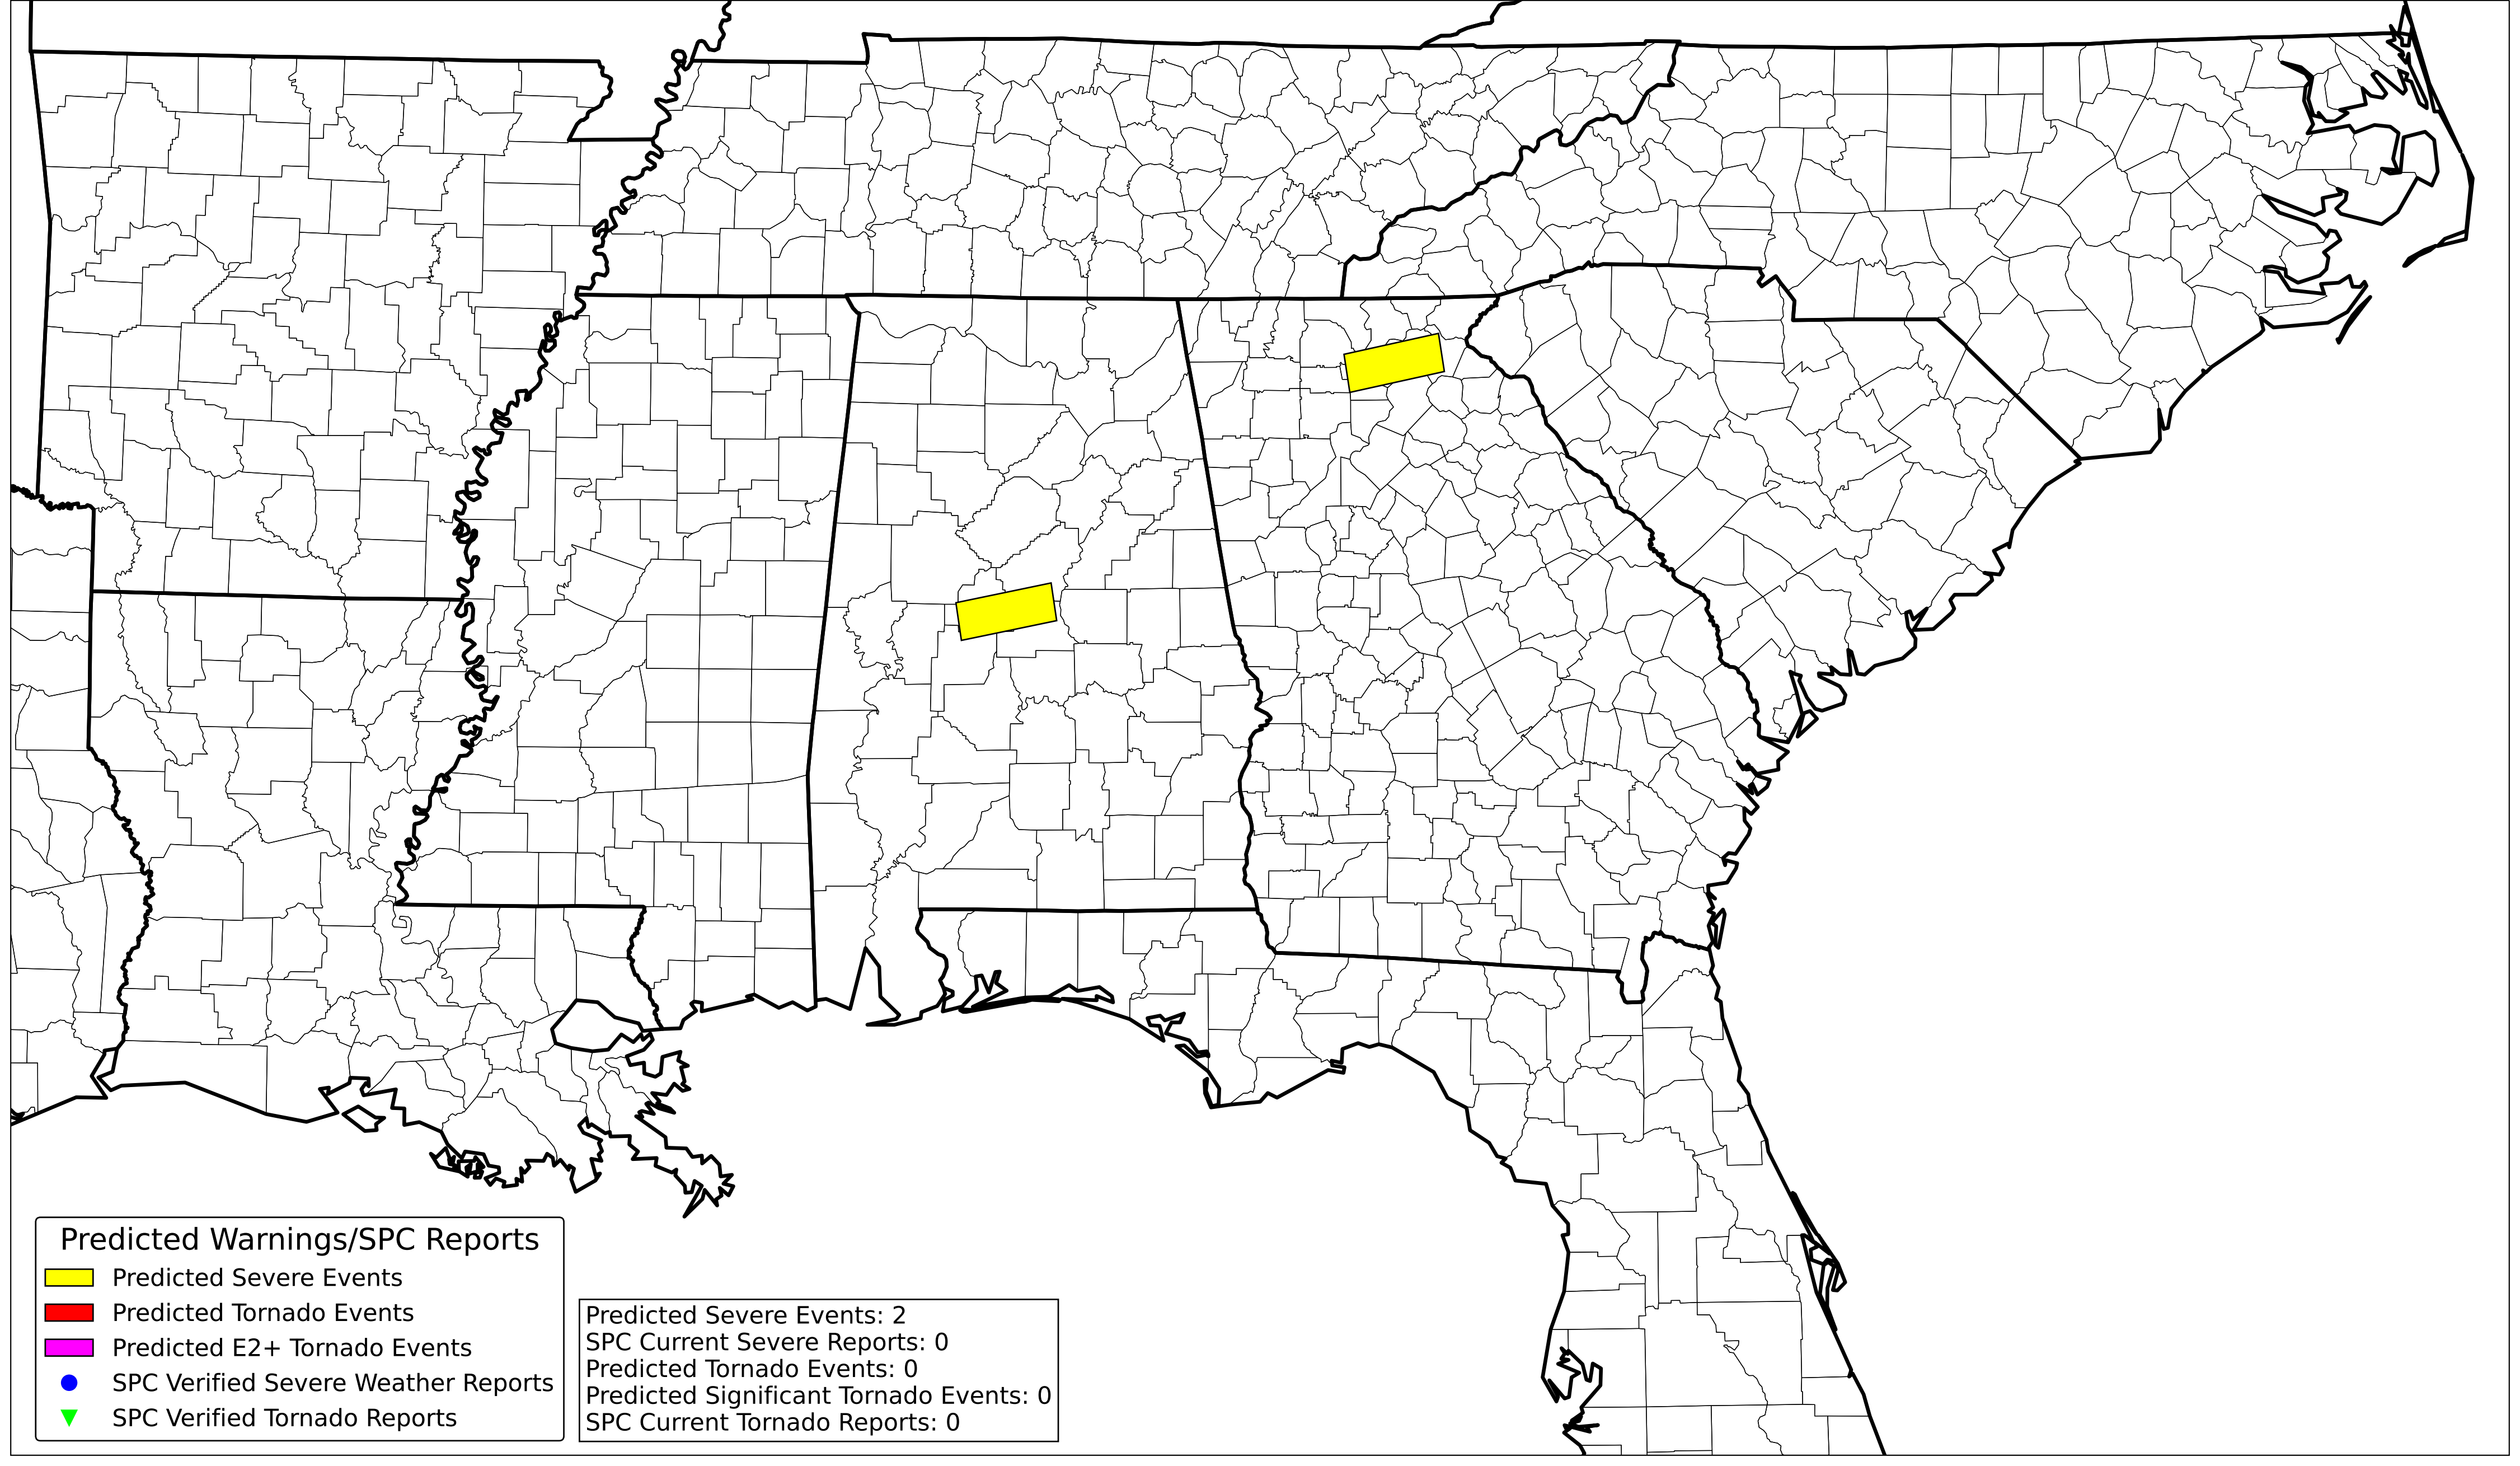 Predicted Warnings/SPC Reports
Predicted Severe Events
Predicted Tornado Events
Predicted E2+ Tornado Events
SPC Verified Severe Weather Reports
SPC Verified Tornado Reports
Predicted Severe Events: 2
SPC Current Severe Reports: 0
Predicted Tornado Events: 0
Predicted Significant Tornado Events: 0
SPC Current Tornado Reports: 0